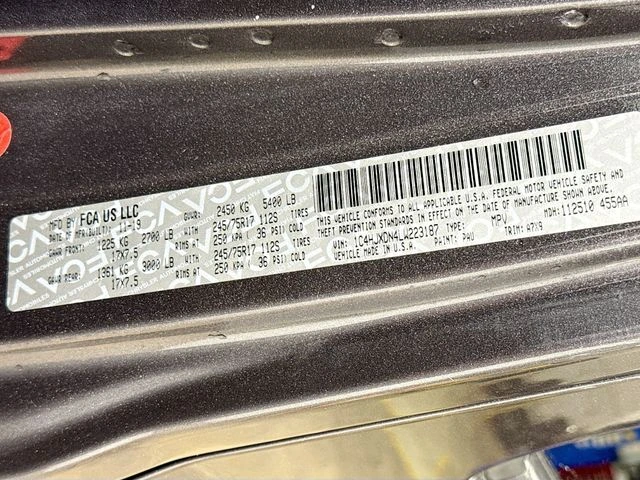 MFD BY FCA US LLC
DATE OF MFR/BUILT: 11-19 GVWR: 2450 KG 5400 LB
GAWR FRONT: 1225 KG 2700 LB 245/75R17 112S TIRES
17X7.5 RIMS AT 250 KPA ( 36 PSI ) COLD
GAWR REAR: 1361 KG 3000 LB 245/75R17 112S TIRES
17X7.5 RIMS AT 250 KPA ( 36 PSI ) COLD
THIS VEHICLE CONFORMS TO ALL APPLICABLE U.S.A. FEDERAL MOTOR VEHICLE SAFETY AND
THEFT PREVENTION STANDARDS IN EFFECT ON THE DATE OF MANUFACTURE SHOWN ABOVE.
VIN: 1C4HJXDN4LW223187 TYPE: MPV MDH: 112510 455AA
VEHICLE MADE IN U.S.A. PAINT: PAU TRIM: A7X9